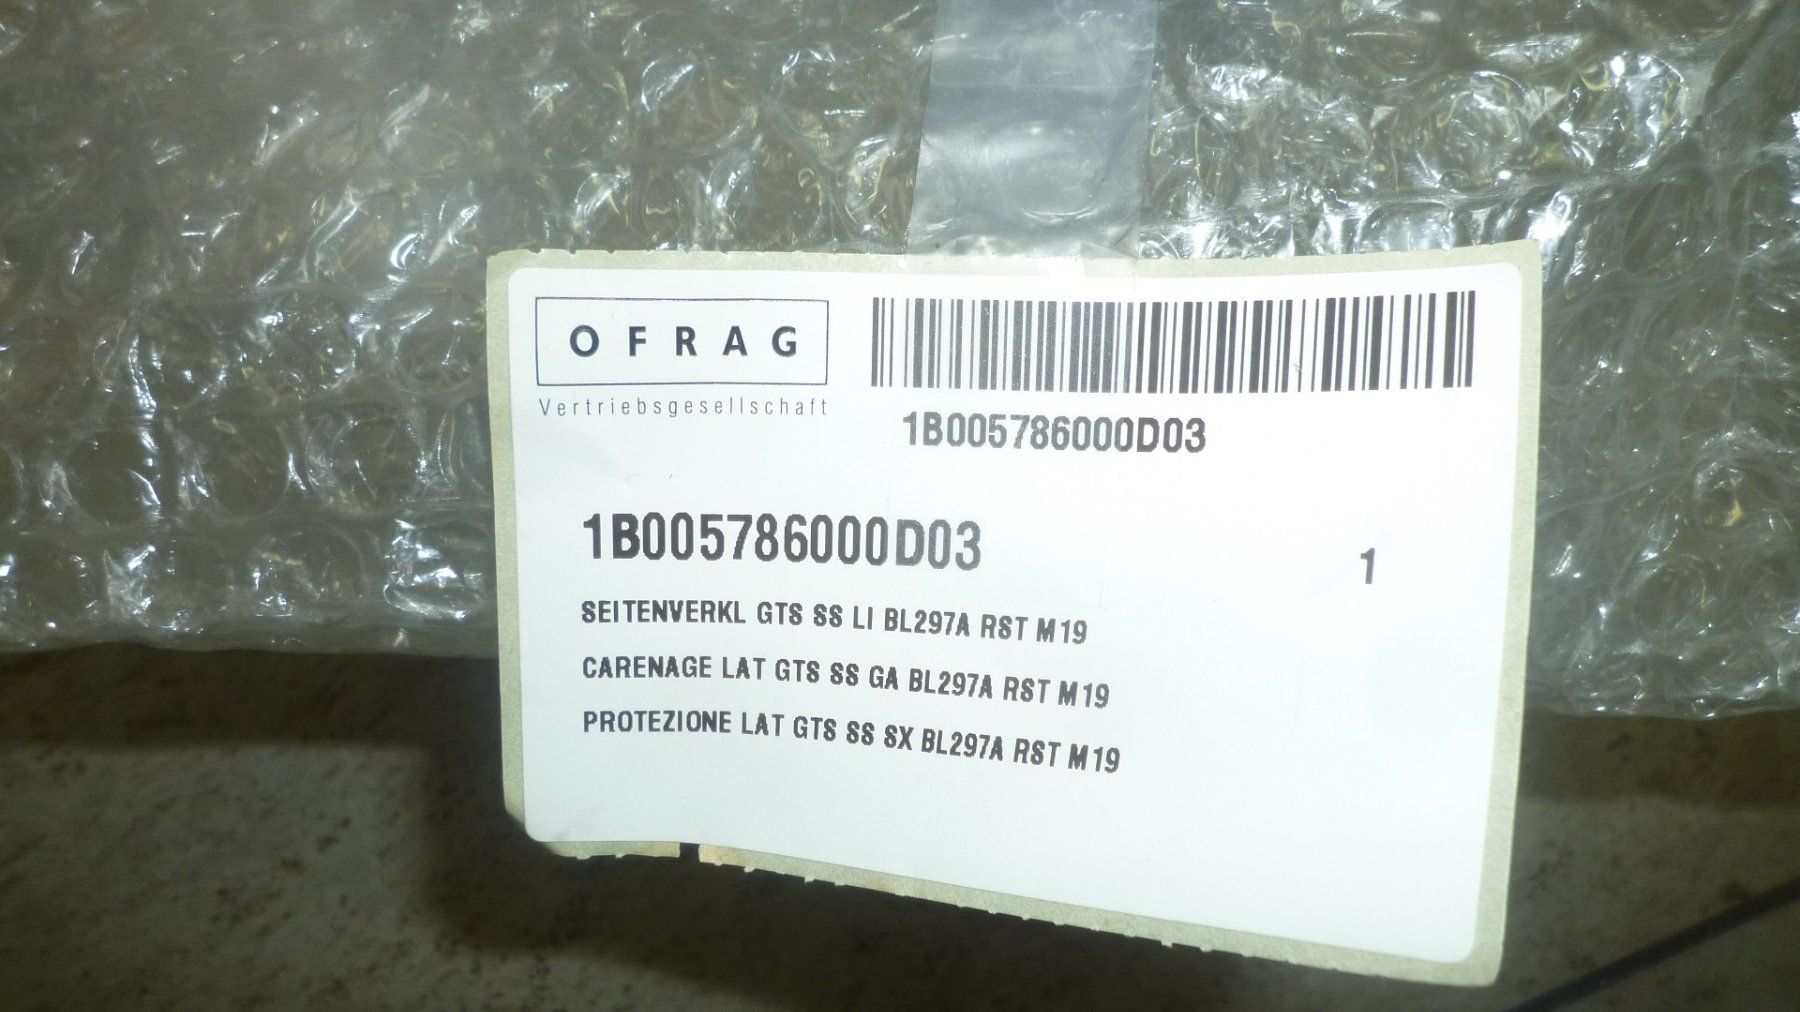 OFRAG
Vertriebsgesellschaft
1B005786000D03
1B005786000D03 1
SEITENVERKL GTS SS LI BL297A RST M19
CARENAGE LAT GTS SS GA BL297A RST M19
PROTEZIONE LAT GTS SS SX BL297A RST M19